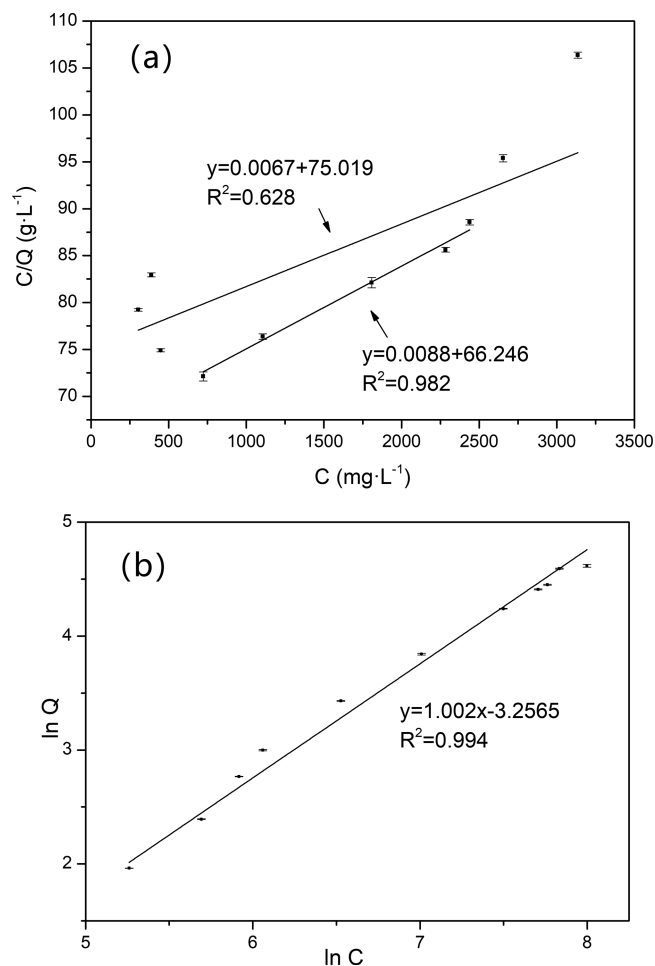 (a)
110
105
100
95
90
85
80
75
70
C/Q (g·L⁻¹)
y=0.0067+75.019
R²=0.628
y=0.0088+66.246
R²=0.982
0 500 1000 1500 2000 2500 3000 3500
C (mg·L⁻¹)
(b)
5
4
3
2
ln Q
y=1.002x-3.2565
R²=0.994
5 6 7 8
ln C